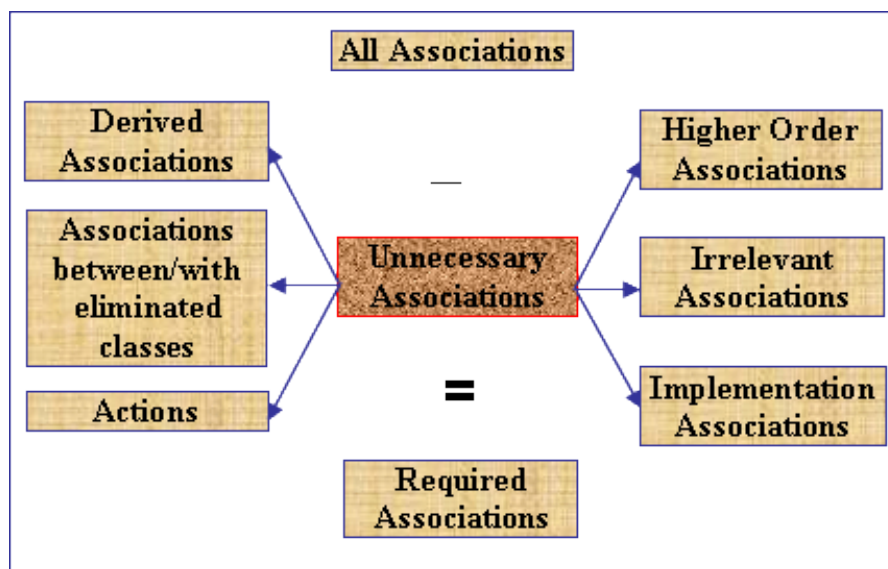 All Associations
Derived
Associations
Higher Order
Associations
—
Associations
between/with
eliminated
classes
Unnecessary
Associations
Irrelevant
Associations
Actions
=
Implementation
Associations
Required
Associations